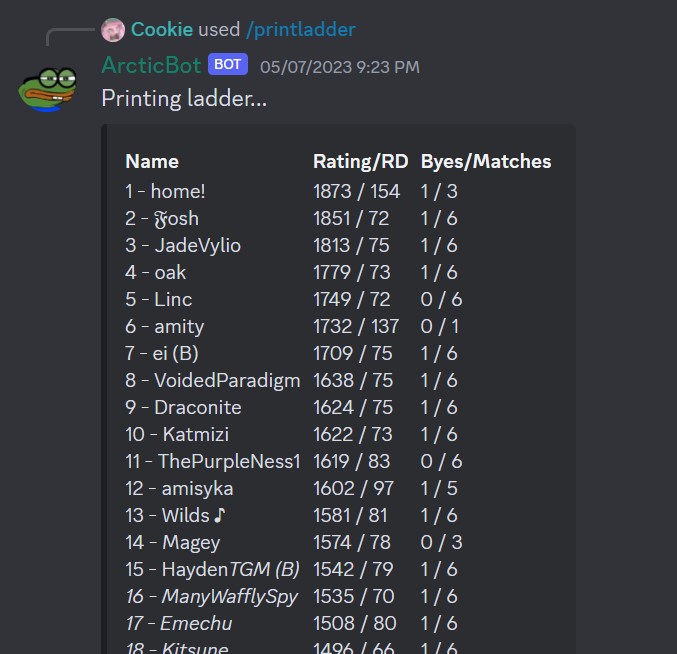 Cookie used /printladder
ArcticBot BOT 05/07/2023 9:23 PM
Printing ladder...
Name Rating/RD Byes/Matches
1 - home! 1873 / 154 1 / 3
2 - 𝕵osh 1851 / 72 1 / 6
3 - JadeVylio 1813 / 75 1 / 6
4 - oak 1779 / 73 1 / 6
5 - Linc 1749 / 72 0 / 6
6 - amity 1732 / 137 0 / 1
7 - ei (B) 1709 / 75 1 / 6
8 - VoidedParadigm 1638 / 75 1 / 6
9 - Draconite 1624 / 75 1 / 6
10 - Katmizi 1622 / 73 1 / 6
11 - ThePurpleNess1 1619 / 83 0 / 6
12 - amisyka 1602 / 97 1 / 5
13 - Wilds ♪ 1581 / 81 1 / 6
14 - Magey 1574 / 78 0 / 3
15 - HaydenTGM (B) 1542 / 79 1 / 6
16 - ManyWafflySpy 1535 / 70 1 / 6
17 - Emechu 1508 / 80 1 / 6
18 - Kitsune 1496 / 66 1 / 6